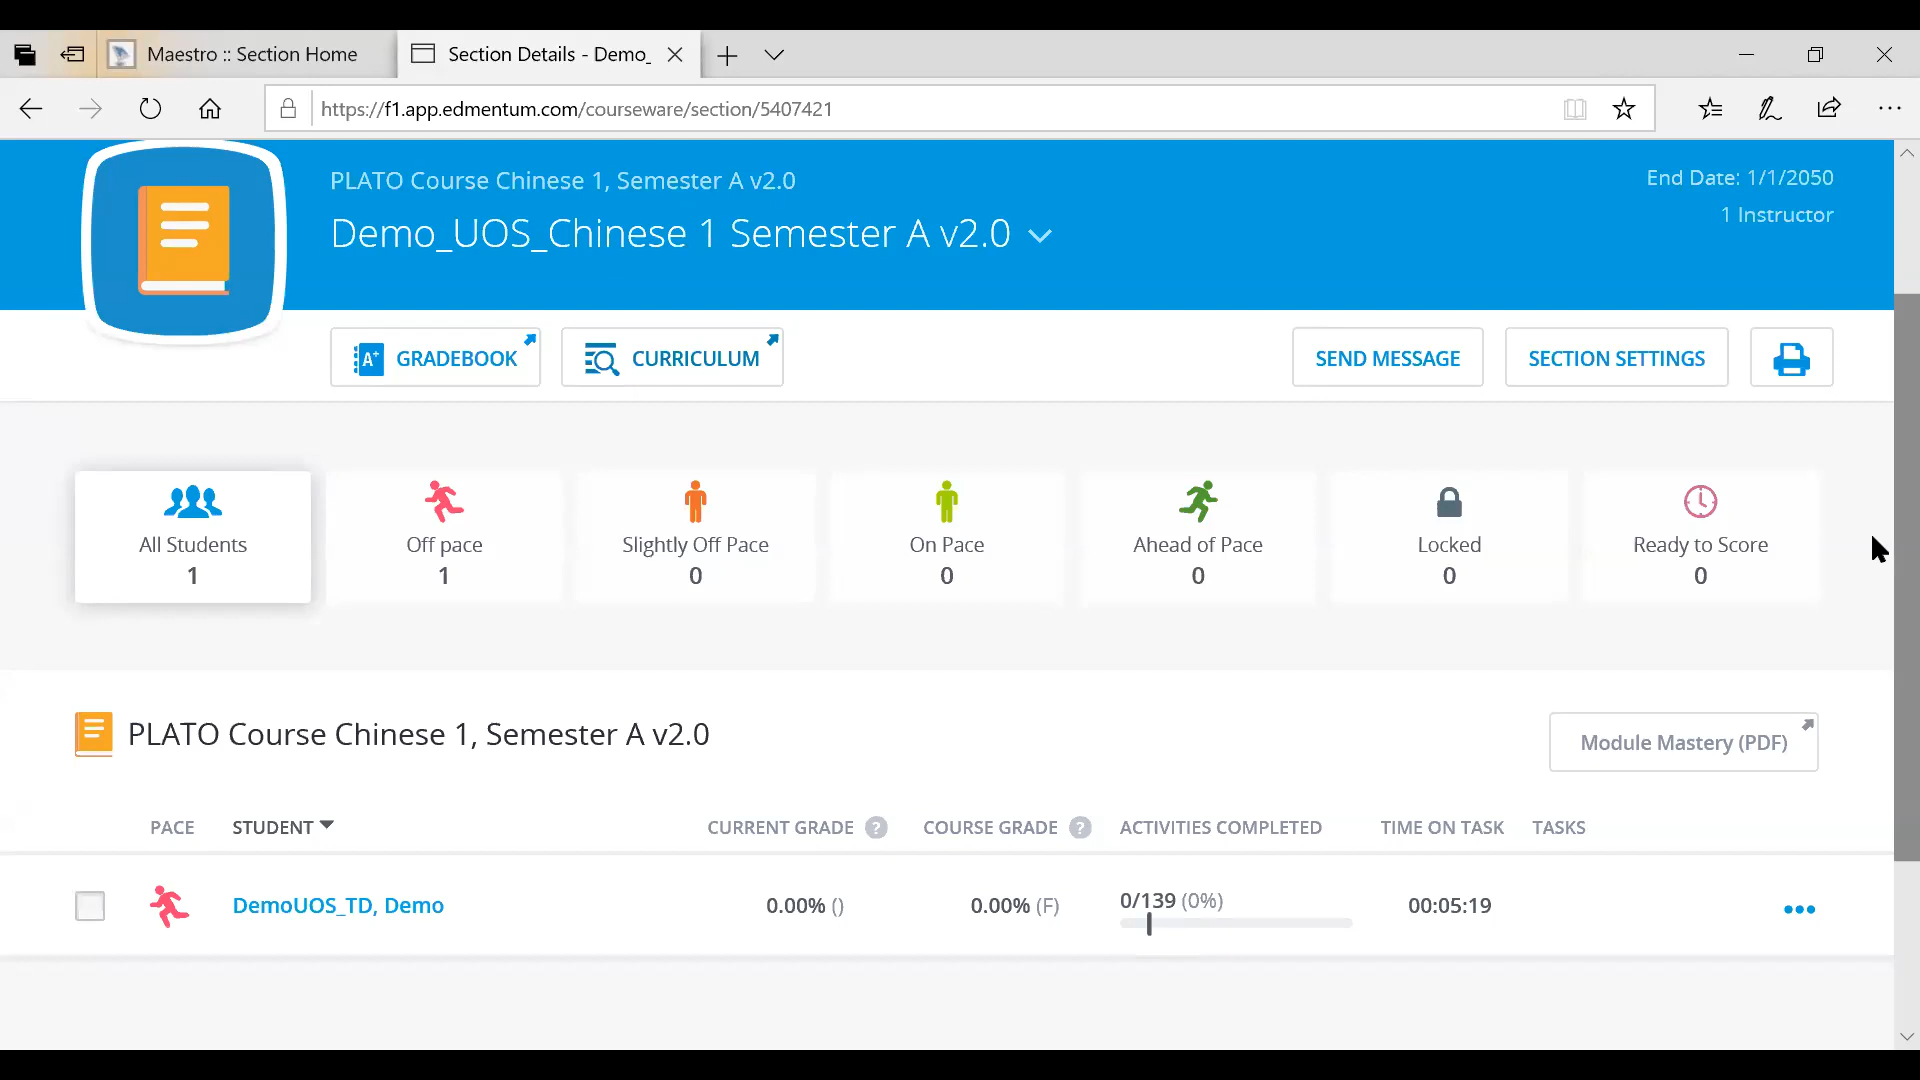 Maestro :: Section Home
Section Details - Demo_
https://f1.app.edmentum.com/courseware/section/5407421
PLATO Course Chinese 1, Semester A v2.0
End Date: 1/1/2050
Demo_UOS_Chinese 1 Semester A v2.0
1 Instructor
A+ GRADEBOOK
CURRICULUM
SEND MESSAGE
SECTION SETTINGS
All Students
1
Off pace
1
Slightly Off Pace
0
On Pace
0
Ahead of Pace
0
Locked
0
Ready to Score
0
PLATO Course Chinese 1, Semester A v2.0
Module Mastery (PDF)
PACE STUDENT CURRENT GRADE ? COURSE GRADE ? ACTIVITIES COMPLETED TIME ON TASK TASKS
DemoUOS_TD, Demo 0.00% () 0.00% (F) 0/139 (0%) 00:05:19